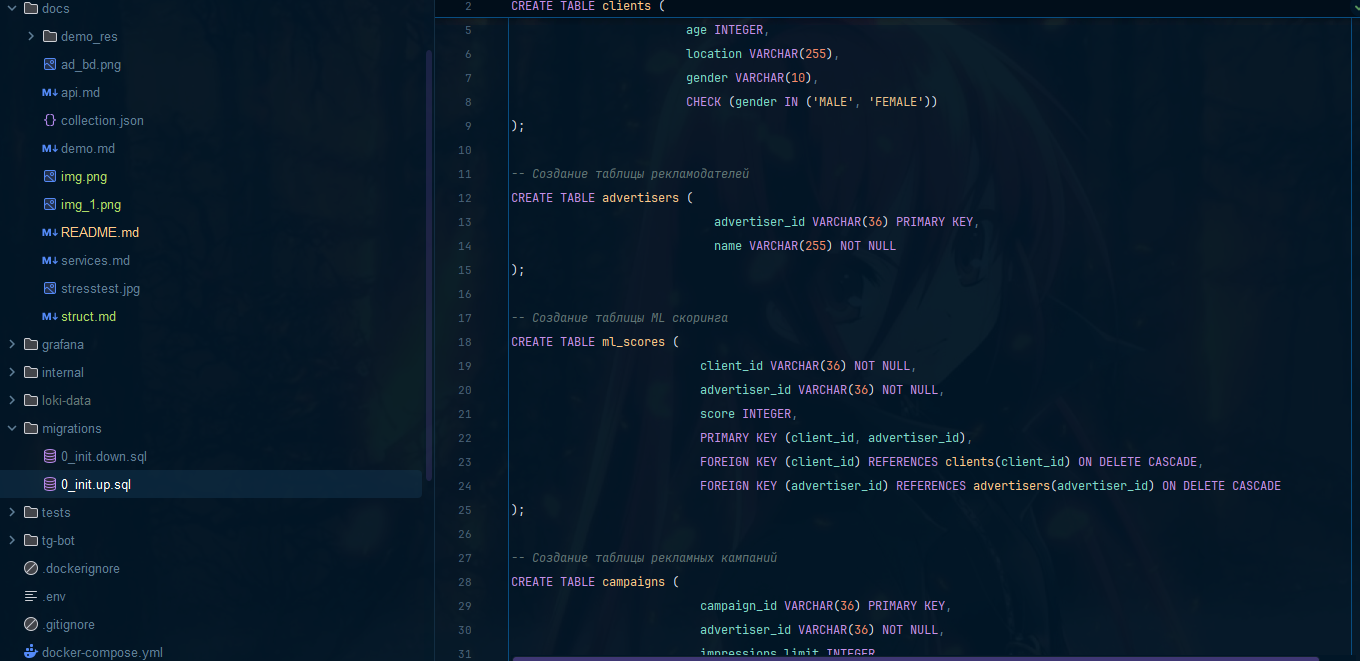 docs
demo_res
ad_bd.png
M↓ api.md
{} collection.json
M↓ demo.md
img.png
img_1.png
M↓ README.md
M↓ services.md
stresstest.jpg
M↓ struct.md
grafana
internal
loki-data
migrations
0_init.down.sql
0_init.up.sql
tests
tg-bot
.dockerignore
.env
.gitignore
docker-compose.yml
2 CREATE TABLE clients (
5 age INTEGER,
6 location VARCHAR(255),
7 gender VARCHAR(10),
8 CHECK (gender IN ('MALE', 'FEMALE'))
9 );
10
11 -- Создание таблицы рекламодателей
12 CREATE TABLE advertisers (
13 advertiser_id VARCHAR(36) PRIMARY KEY,
14 name VARCHAR(255) NOT NULL
15 );
16
17 -- Создание таблицы ML скоринга
18 CREATE TABLE ml_scores (
19 client_id VARCHAR(36) NOT NULL,
20 advertiser_id VARCHAR(36) NOT NULL,
21 score INTEGER,
22 PRIMARY KEY (client_id, advertiser_id),
23 FOREIGN KEY (client_id) REFERENCES clients(client_id) ON DELETE CASCADE,
24 FOREIGN KEY (advertiser_id) REFERENCES advertisers(advertiser_id) ON DELETE CASCADE
25 );
26
27 -- Создание таблицы рекламных кампаний
28 CREATE TABLE campaigns (
29 campaign_id VARCHAR(36) PRIMARY KEY,
30 advertiser_id VARCHAR(36) NOT NULL,
31 impressions_limit INTEGER